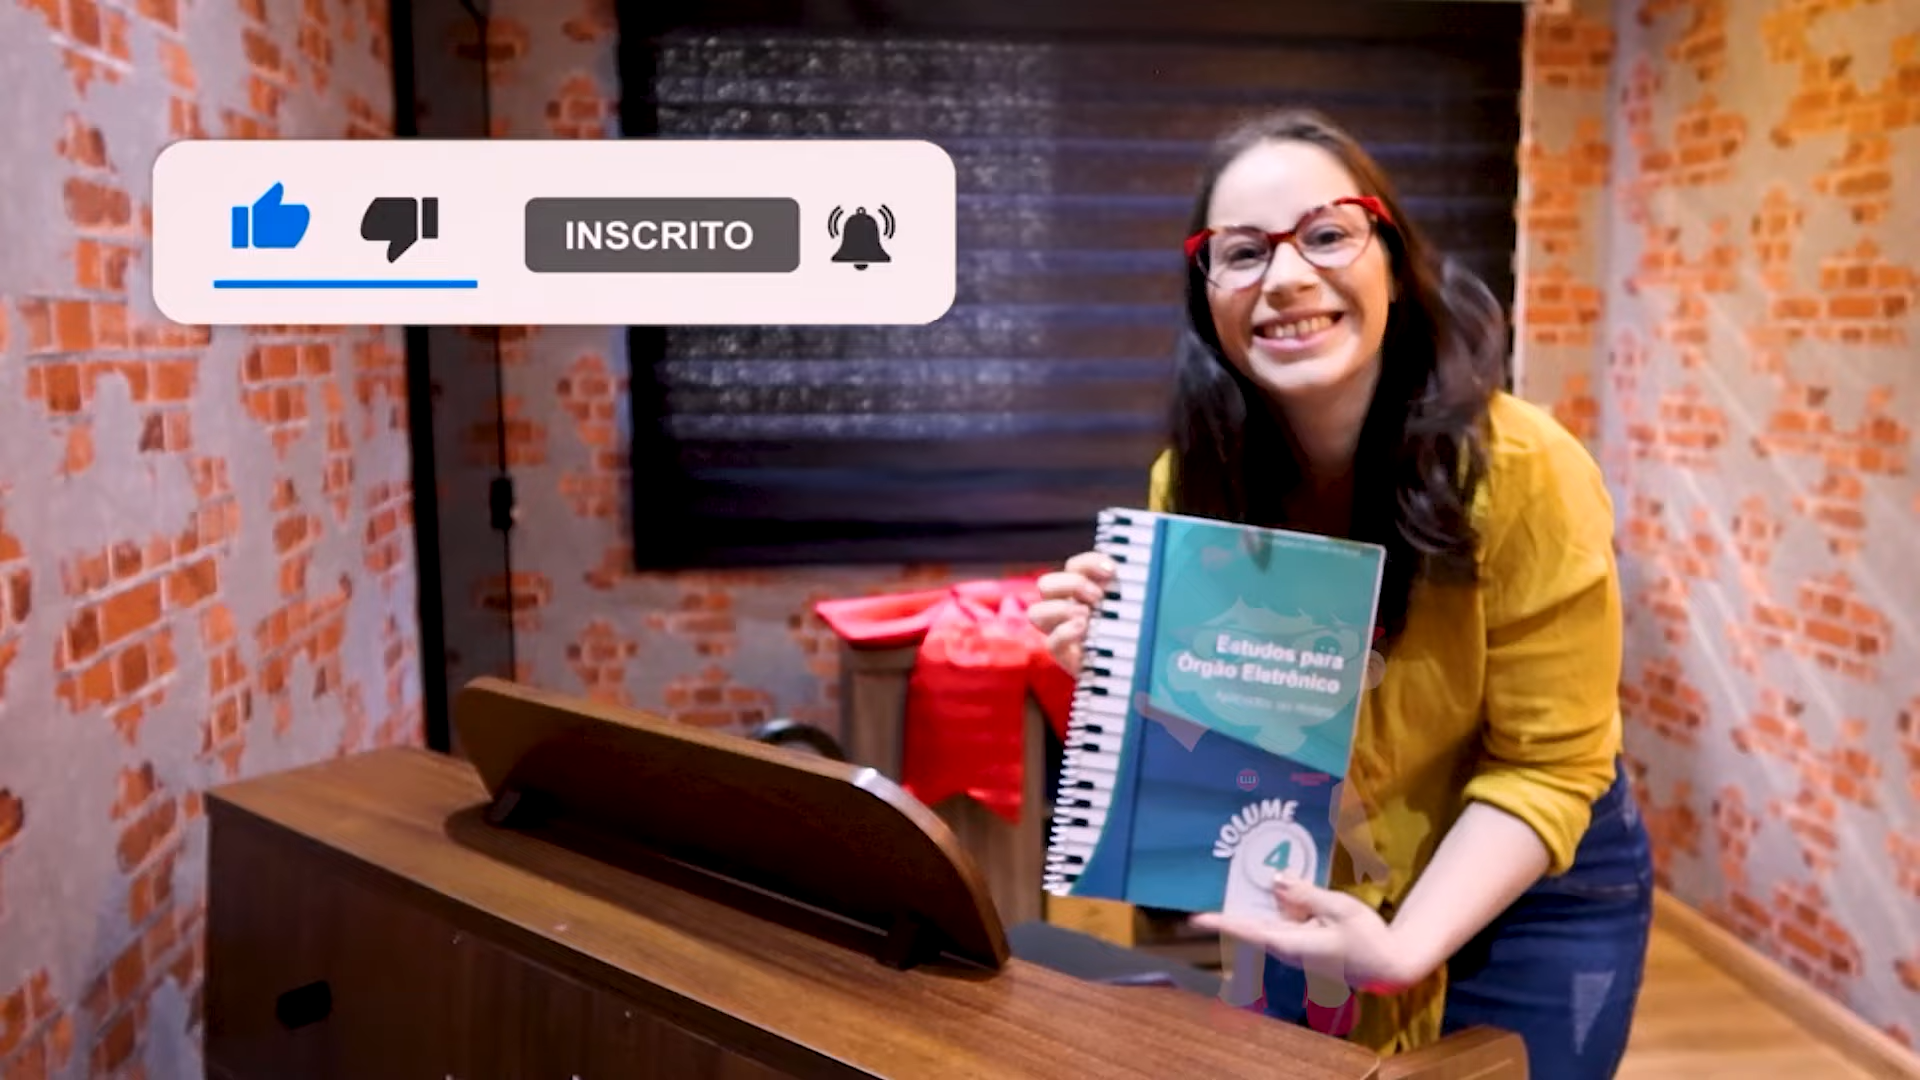 INSCRITO
Estudos para
Órgão Eletrônico
VOLUME
4